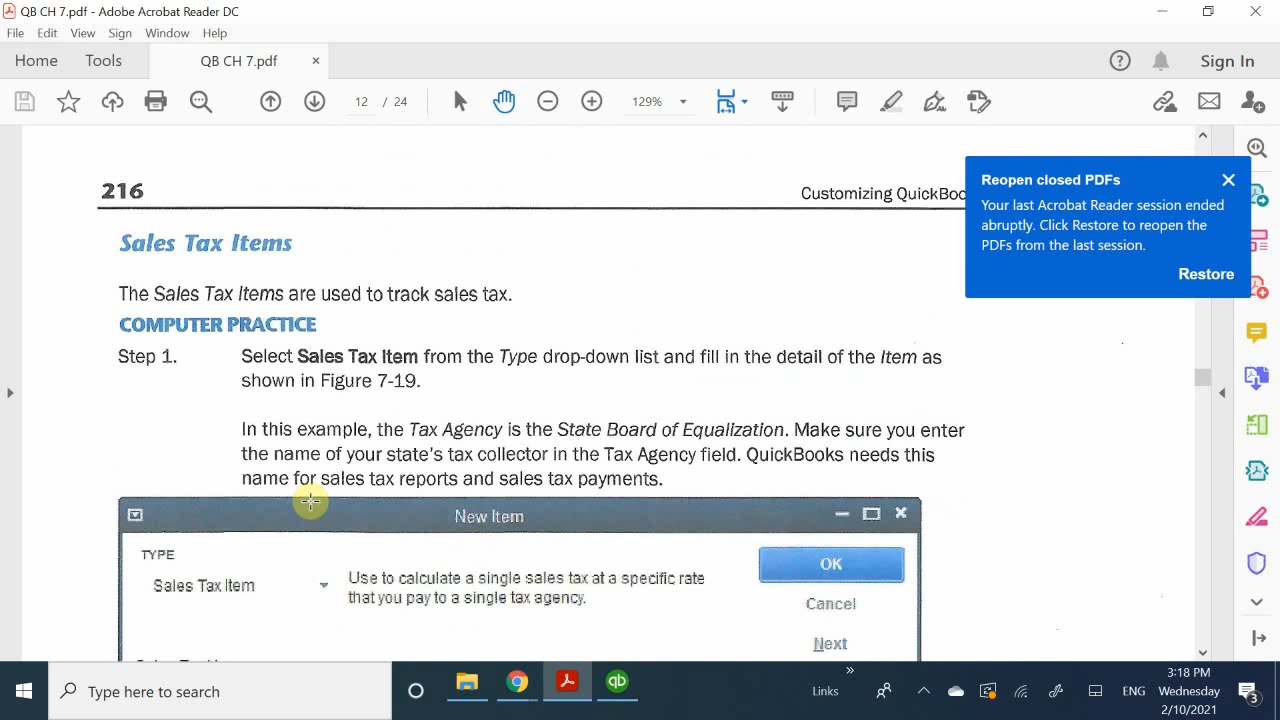 QB CH 7.pdf - Adobe Acrobat Reader DC
File Edit View Sign Window Help
Home Tools QB CH 7.pdf × Sign In
12 / 24 129%
216 Customizing QuickBoo
Reopen closed PDFs
Your last Acrobat Reader session ended
abruptly. Click Restore to reopen the
PDFs from the last session.
Restore
Sales Tax Items
The Sales Tax Items are used to track sales tax.
COMPUTER PRACTICE
Step 1. Select Sales Tax Item from the Type drop-down list and fill in the detail of the Item as
shown in Figure 7-19.
In this example, the Tax Agency is the State Board of Equalization. Make sure you enter
the name of your state's tax collector in the Tax Agency field. QuickBooks needs this
name for sales tax reports and sales tax payments.
New Item
TYPE
Sales Tax Item
Use to calculate a single sales tax at a specific rate
that you pay to a single tax agency.
OK
Cancel
Next
Type here to search
qb
Links
ENG
3:18 PM
Wednesday
2/10/2021
3